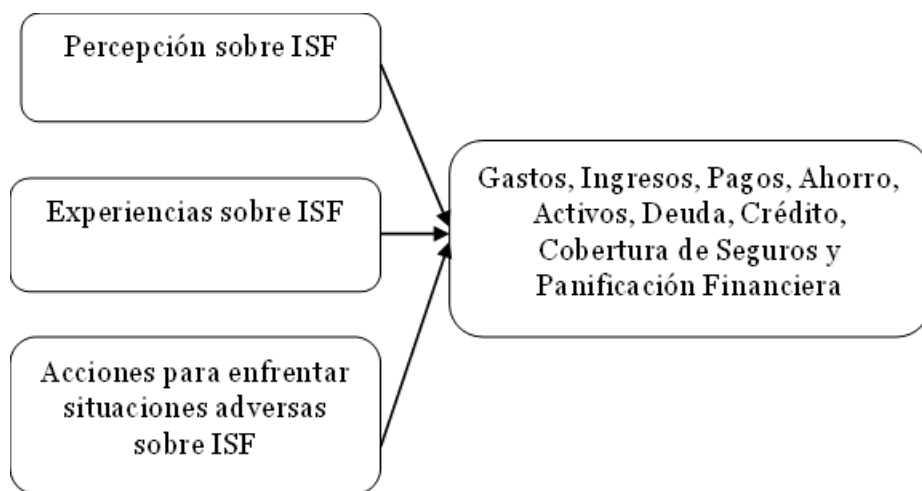 Percepción sobre ISF
Experiencias sobre ISF
Acciones para enfrentar
situaciones adversas
sobre ISF
Gastos, Ingresos, Pagos, Ahorro,
Activos, Deuda, Crédito,
Cobertura de Seguros y
Panificación Financiera